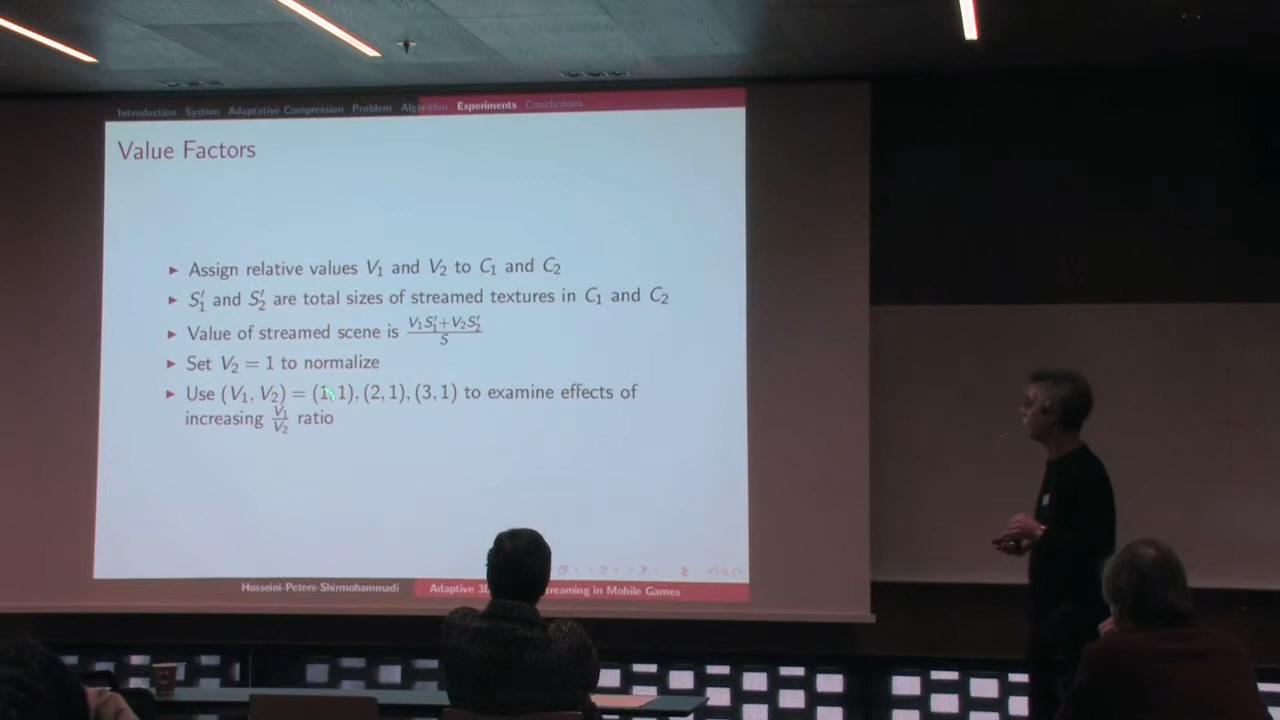 Introduction System Adaptative Compression Problem Algorithm Experiments Conclusions
Value Factors
▶ Assign relative values V₁ and V₂ to C₁ and C₂
▶ S′₁ and S′₂ are total sizes of streamed textures in C₁ and C₂
▶ Value of streamed scene is (V₁S′₁+V₂S′₂)/S
▶ Set V₂ = 1 to normalize
▶ Use (V₁, V₂) = (1, 1), (2, 1), (3, 1) to examine effects of
increasing V₁/V₂ ratio
Hosseini-Peters-Shirmohammadi Adaptive streaming in Mobile Games